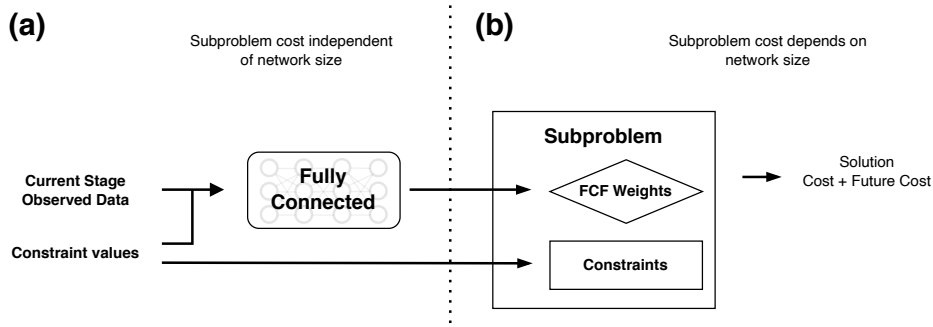 (a)
Subproblem cost independent
of network size
Current Stage
Observed Data
Constraint values
Fully
Connected
(b)
Subproblem cost depends on
network size
Subproblem
FCF Weights
Constraints
Solution
Cost + Future Cost